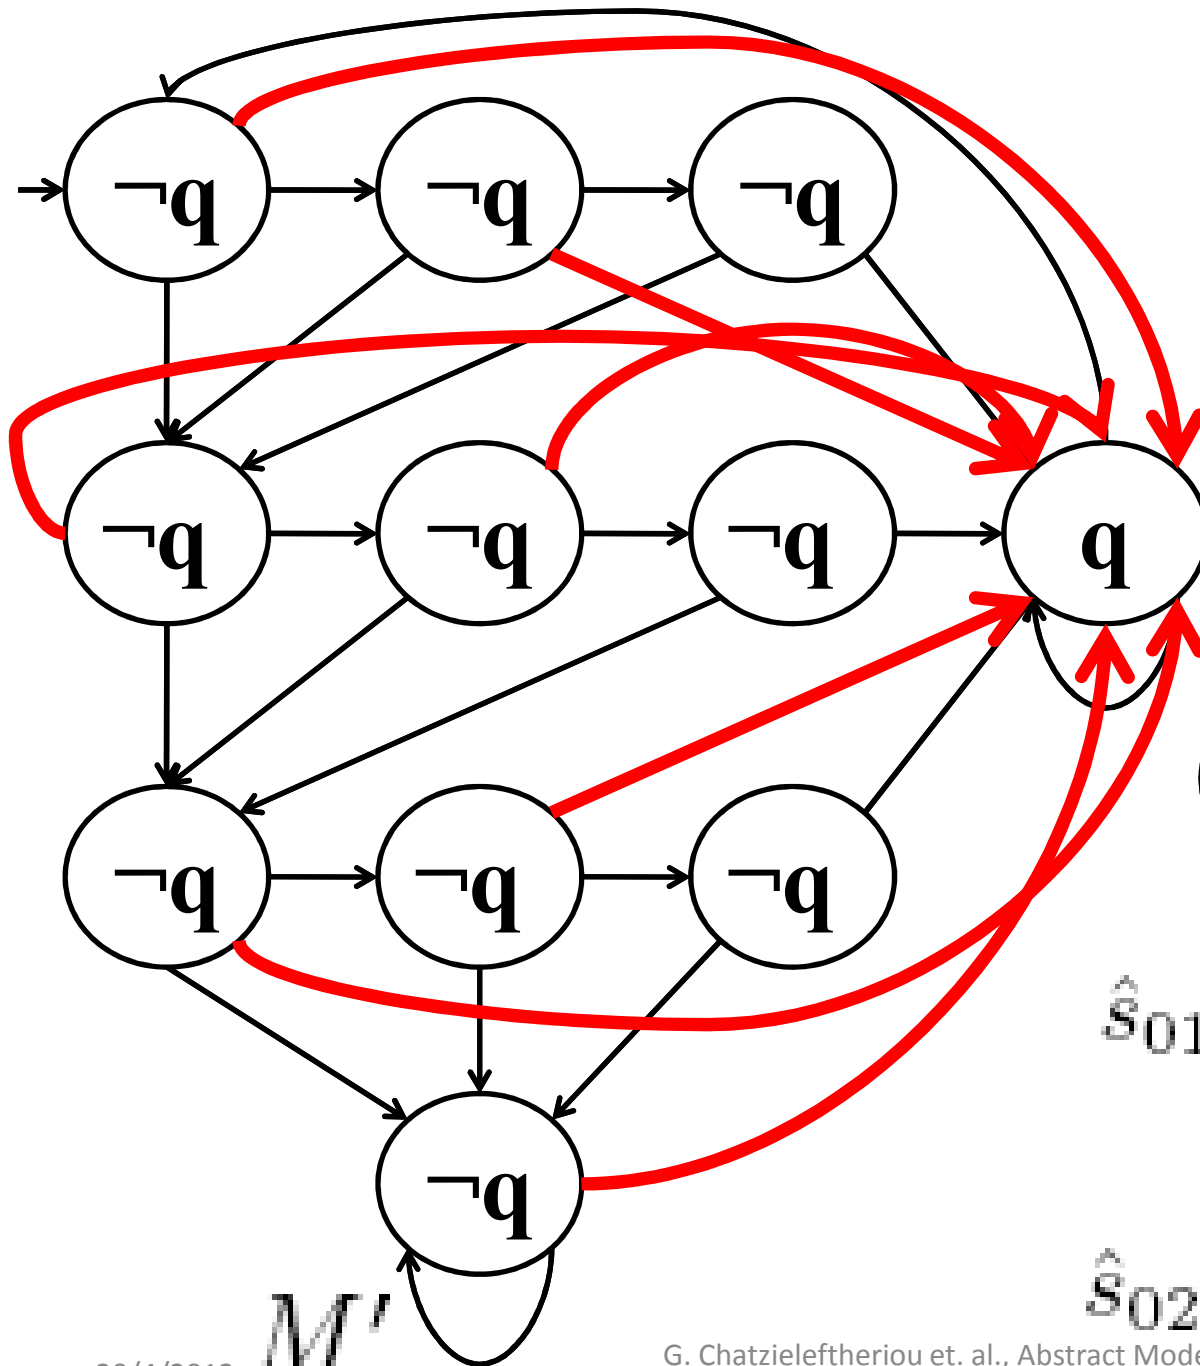 ¬q ¬q ¬q
¬q ¬q ¬q q
¬q ¬q ¬q
ŝ01
¬q
ŝ02
M′
G. Chatzieleftheriou et. al., Abstract Mode